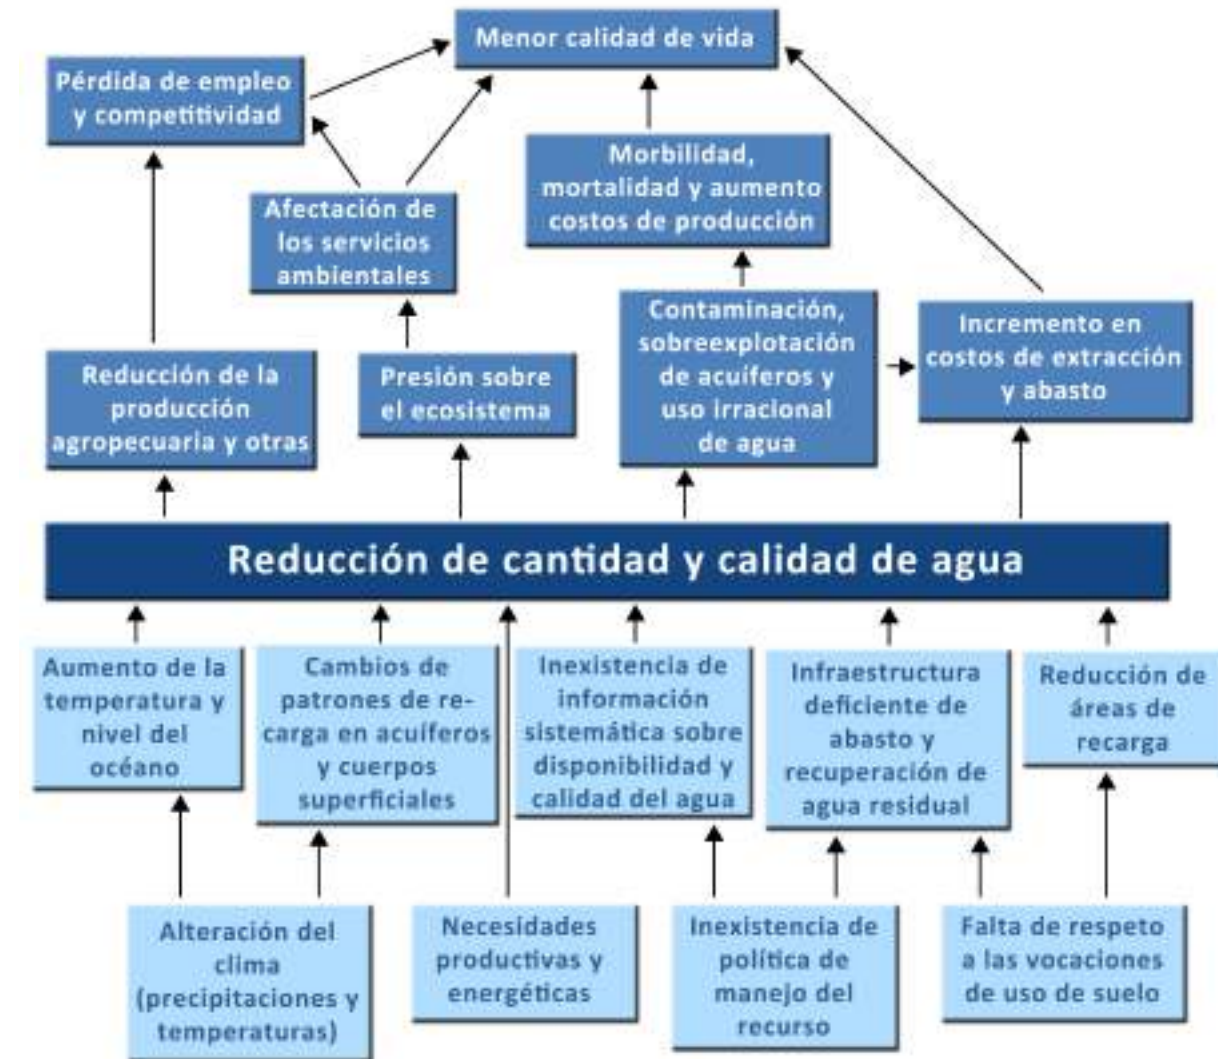 Menor calidad de vida
Pérdida de empleo
y competitividad
Morbilidad,
mortalidad y aumento
costos de producción
Afectación de
los servicios
ambientales
Contaminación,
sobreexplotación
de acuíferos y
uso irracional
de agua
Incremento en
costos de extracción
y abasto
Reducción de la
producción
agropecuaria y otras
Presión sobre
el ecosistema
Reducción de cantidad y calidad de agua
Aumento de la
temperatura y
nivel del
océano
Cambios de
patrones de re-
carga en acuíferos
y cuerpos
superficiales
Inexistencia de
información
sistemática sobre
disponibilidad y
calidad del agua
Infraestructura
deficiente de
abasto y
recuperación de
agua residual
Reducción de
áreas de
recarga
Alteración del
clima
(precipitaciones y
temperaturas)
Necesidades
productivas y
energéticas
Inexistencia de
política de
manejo del
recurso
Falta de respeto
a las vocaciones
de uso de suelo